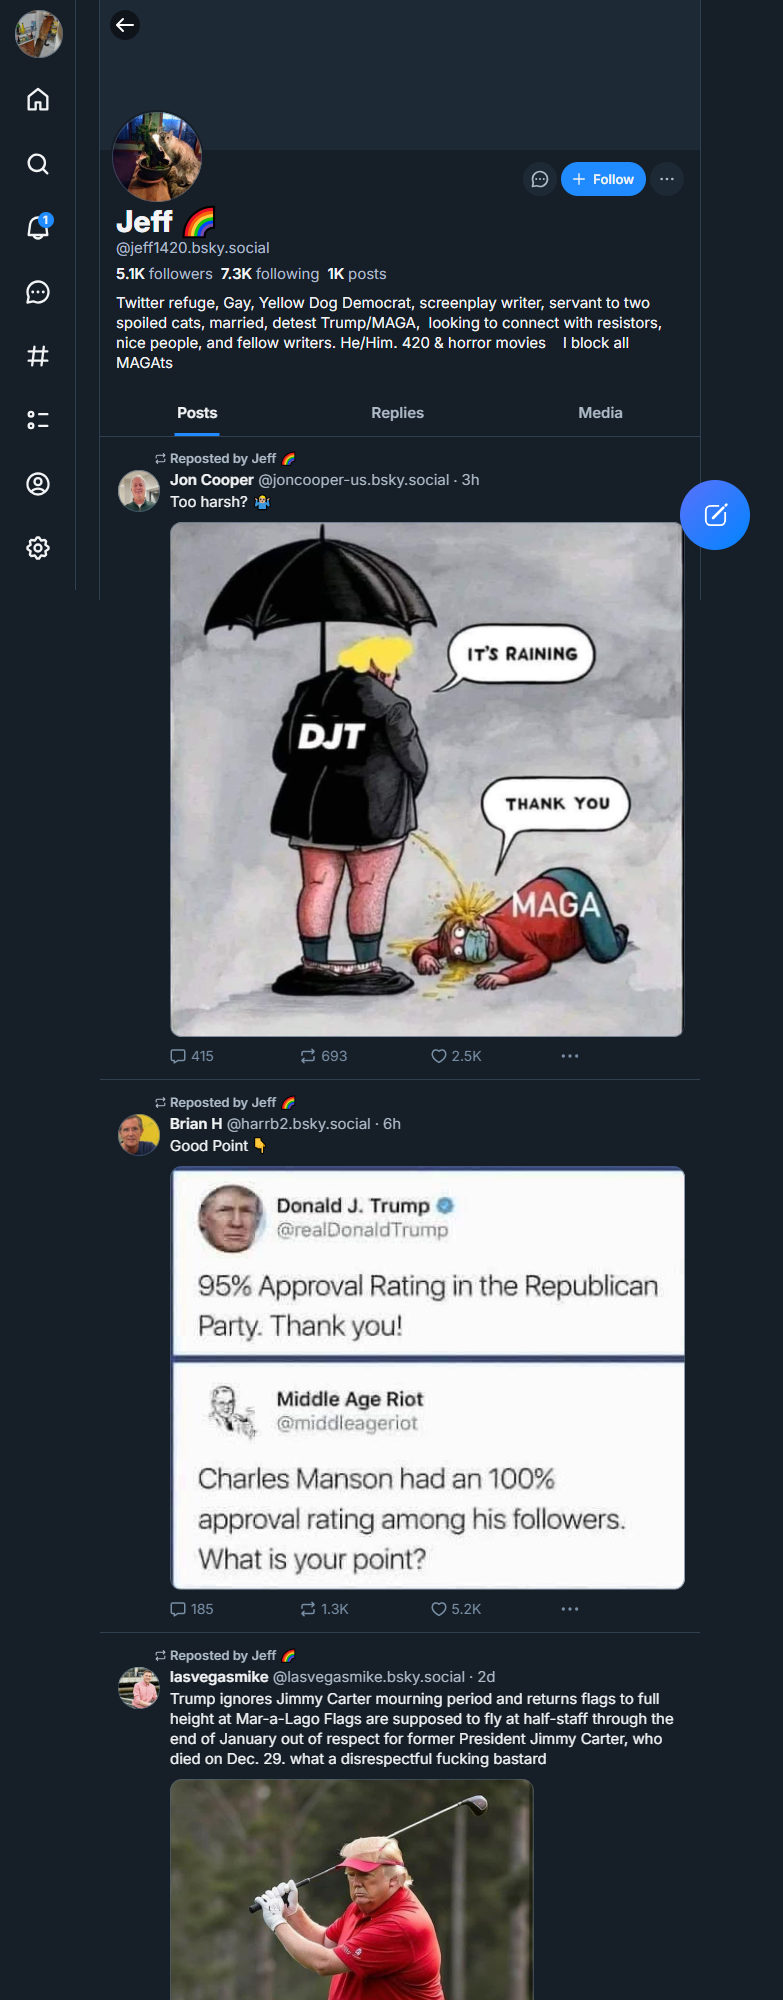 1
Follow
Jeff 🌈
@jeff1420.bsky.social
5.1K followers 7.3K following 1K posts
Twitter refuge, Gay, Yellow Dog Democrat, screenplay writer, servant to two
spoiled cats, married, detest Trump/MAGA, looking to connect with resistors,
nice people, and fellow writers. He/Him. 420 & horror movies I block all
MAGAts
Posts Replies Media
Reposted by Jeff 🌈
Jon Cooper @joncooper-us.bsky.social · 3h
Too harsh? 🤷
IT'S RAINING
DJT
THANK YOU
MAGA
415 693 2.5K
Reposted by Jeff 🌈
Brian H @harrb2.bsky.social · 6h
Good Point 👇
Donald J. Trump
@realDonaldTrump
95% Approval Rating in the Republican
Party. Thank you!
Middle Age Riot
@middleageriot
Charles Manson had an 100%
approval rating among his followers.
What is your point?
185 1.3K 5.2K
Reposted by Jeff 🌈
lasvegasmike @lasvegasmike.bsky.social · 2d
Trump ignores Jimmy Carter mourning period and returns flags to full
height at Mar-a-Lago Flags are supposed to fly at half-staff through the
end of January out of respect for former President Jimmy Carter, who
died on Dec. 29. what a disrespectful fucking bastard